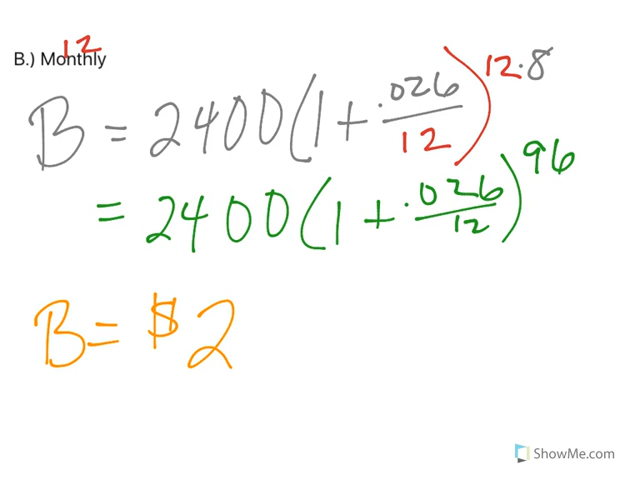 12
B.) Monthly
B = 2400(1 + .026/12)^12·8
= 2400(1 + .026/12)^96
B = $2
ShowMe.com